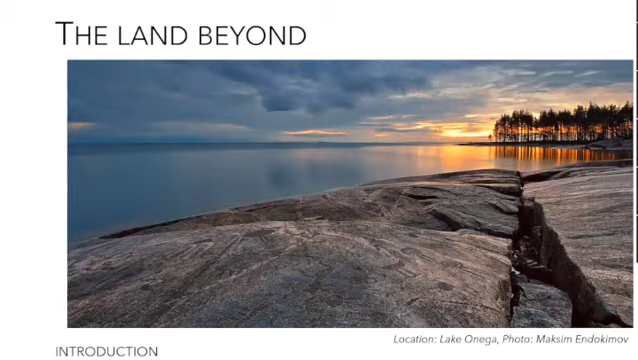 THE LAND BEYOND
Location: Lake Onega, Photo: Maksim Endokimov
INTRODUCTION